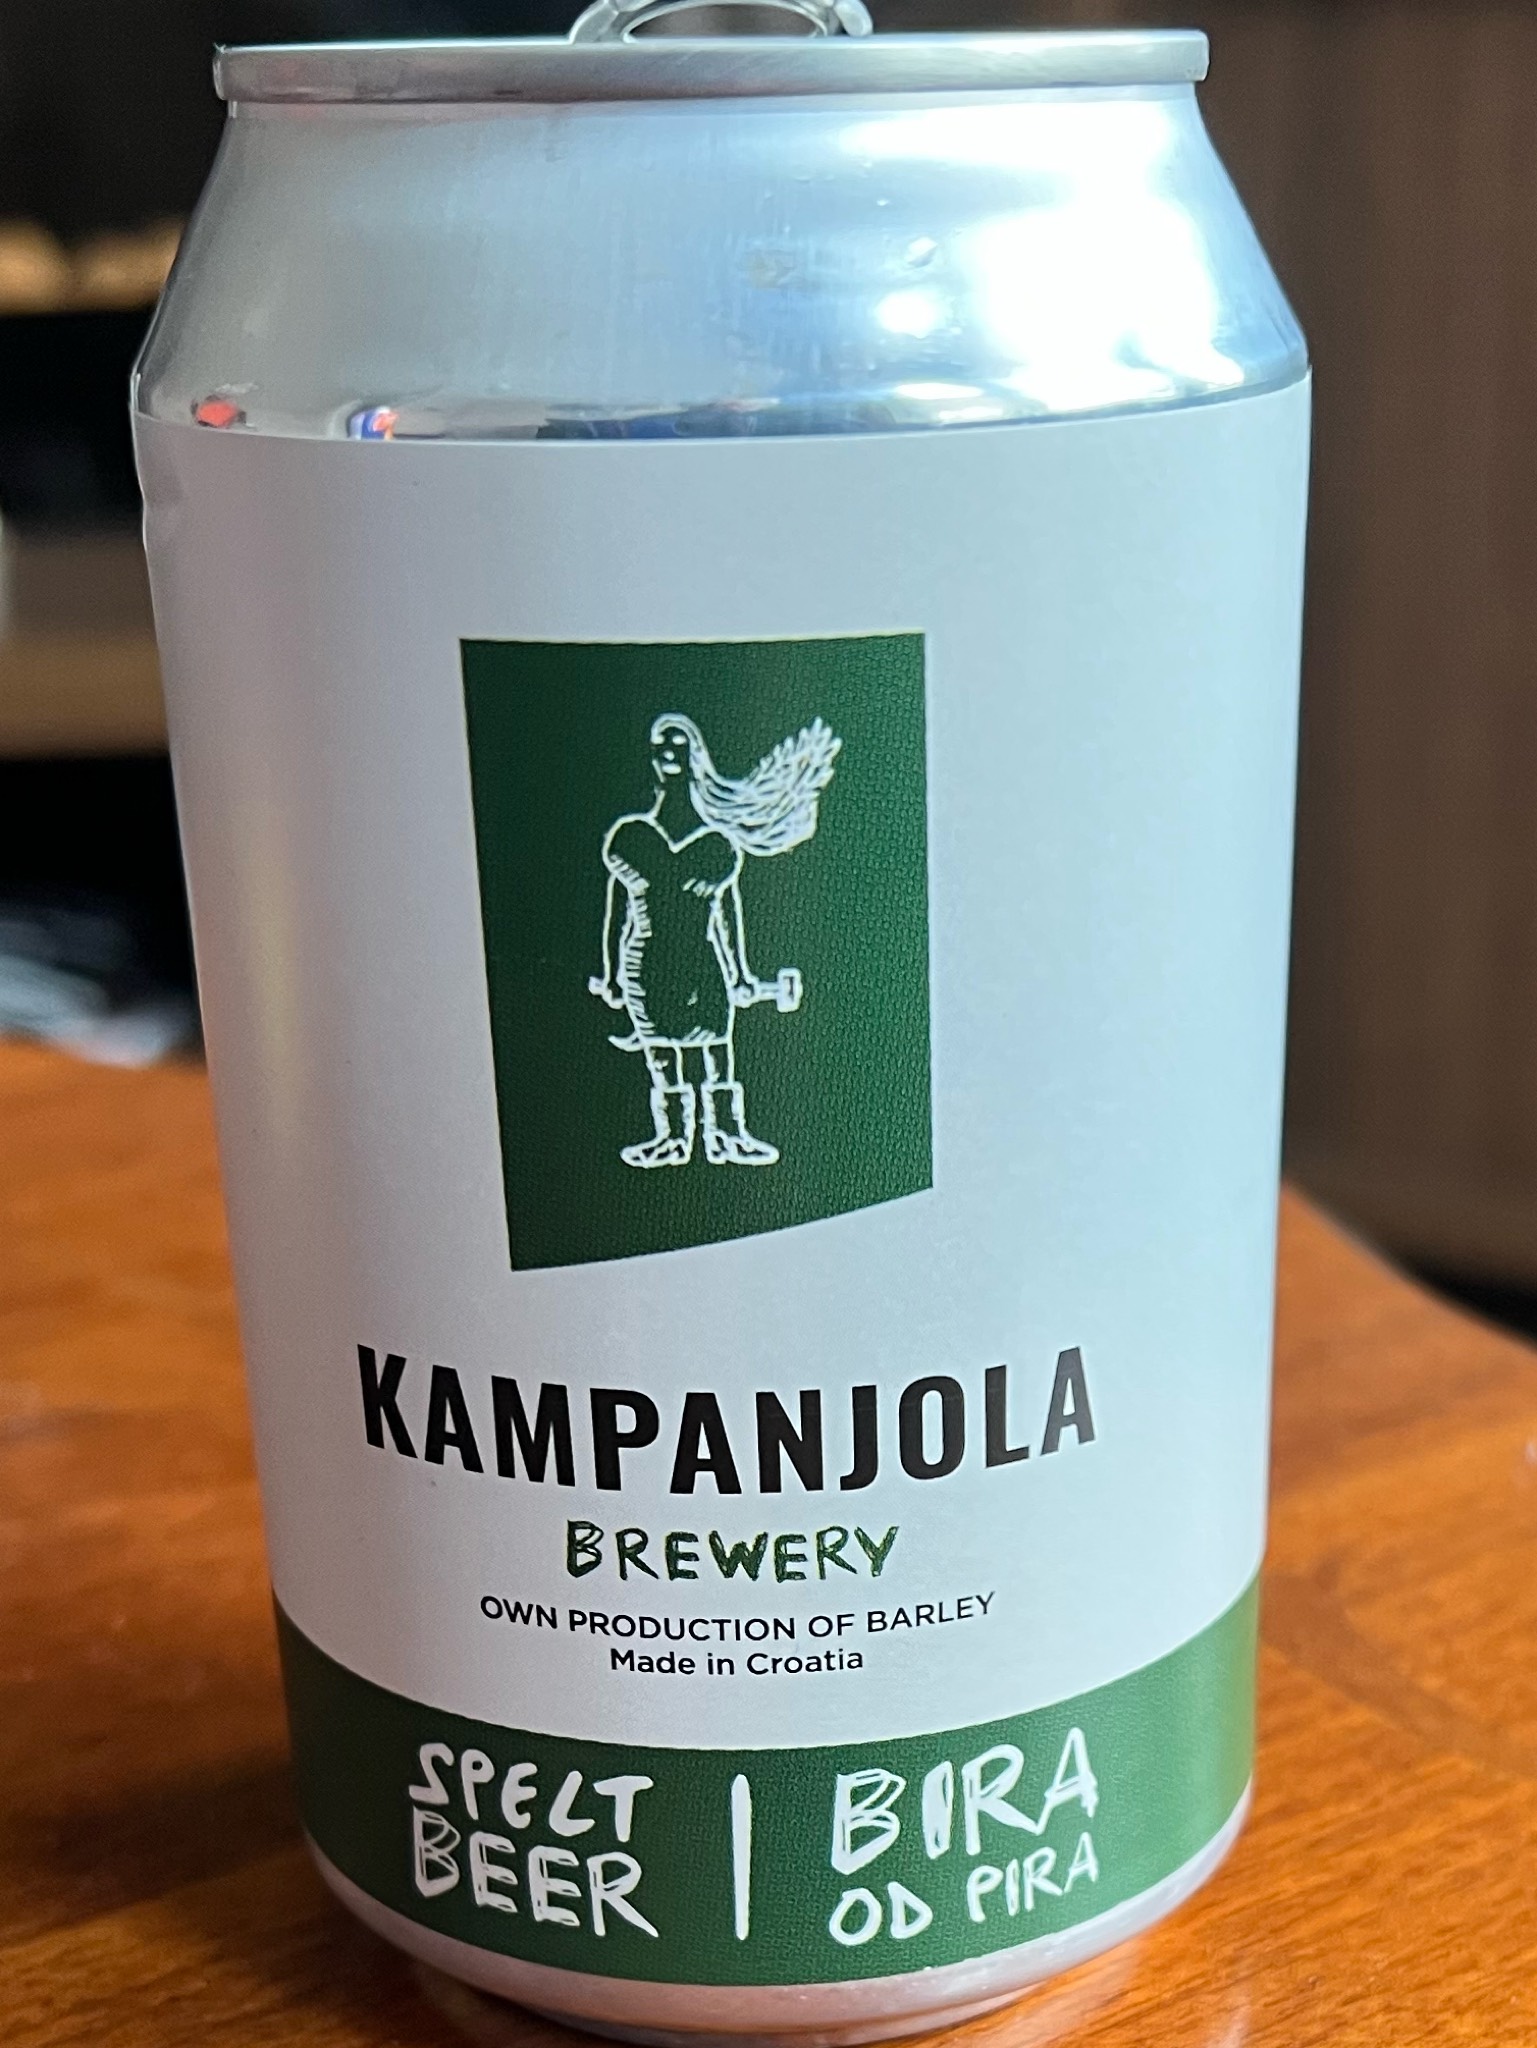 KAMPANJOLA
BREWERY
OWN PRODUCTION OF BARLEY
Made in Croatia
SPELT
BEER
BIRA
OD PIRA